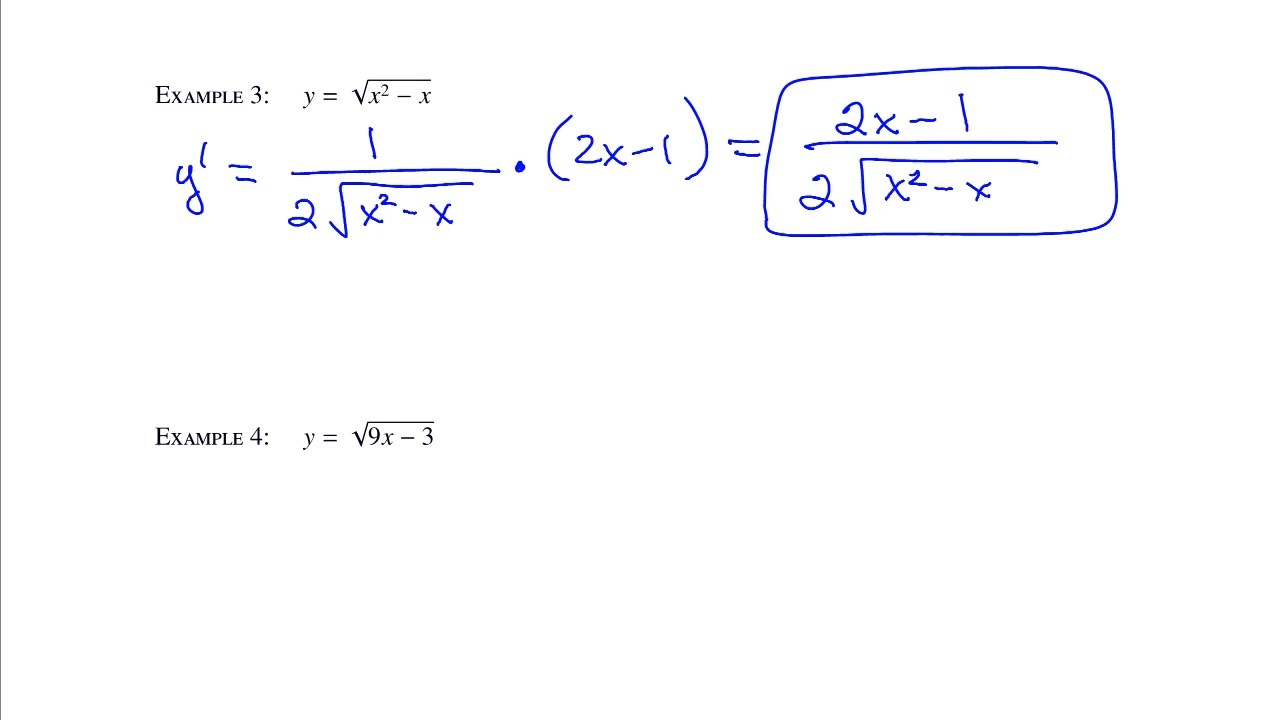 EXAMPLE 3: y = √(x² − x)
y' = 1/(2√(x² − x)) · (2x − 1) = (2x − 1)/(2√(x² − x))
EXAMPLE 4: y = √(9x − 3)